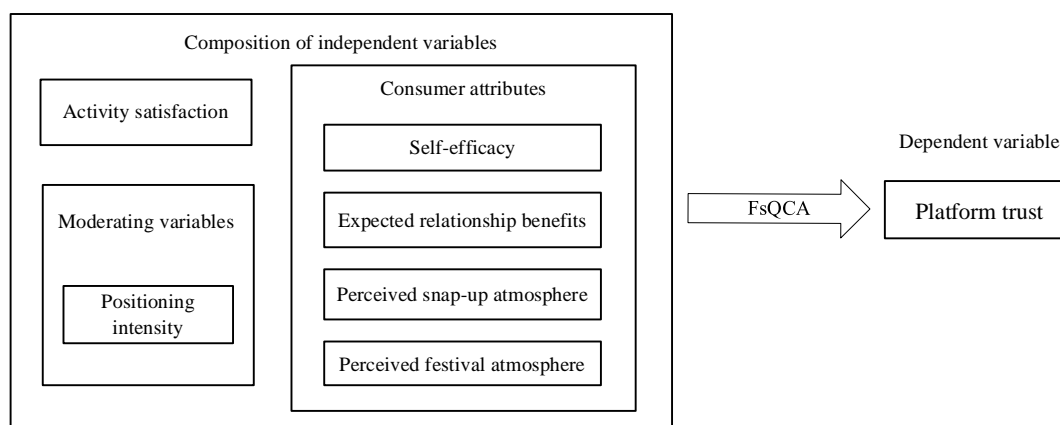 Composition of independent variables
Activity satisfaction
Moderating variables
Positioning
intensity
Consumer attributes
Self-efficacy
Expected relationship benefits
Perceived snap-up atmosphere
Perceived festival atmosphere
FsQCA
Dependent variable
Platform trust